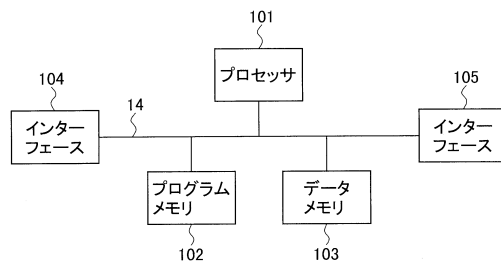 101
プロセッサ
104
インター
フェース
14
105
インター
フェース
プログラム
メモリ
102
データ
メモリ
103